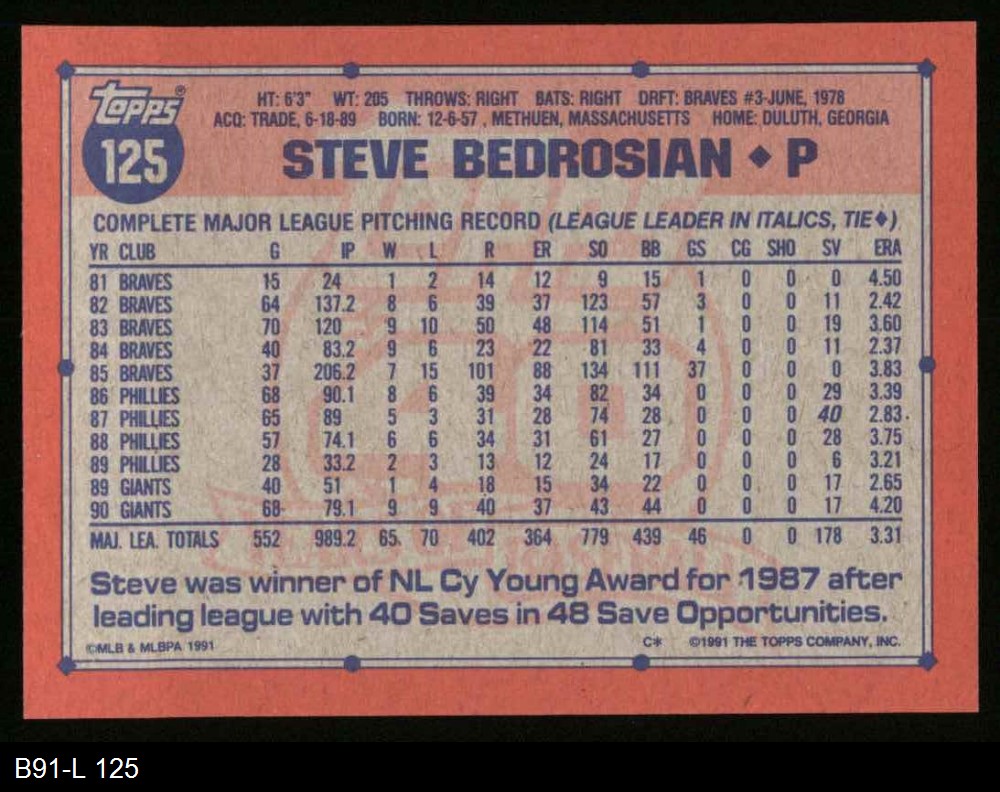 Topps®
125
HT: 6'3" WT: 205 THROWS: RIGHT BATS: RIGHT DRFT: BRAVES #3-JUNE, 1978
ACQ: TRADE, 6-18-89 BORN: 12-6-57, METHUEN, MASSACHUSETTS HOME: DULUTH, GEORGIA
STEVE BEDROSIAN ◆ P
COMPLETE MAJOR LEAGUE PITCHING RECORD (LEAGUE LEADER IN ITALICS, TIE◆)
YR CLUB G IP W L R ER SO BB GS CG SHO SV ERA
81 BRAVES 15 24 1 2 14 12 9 15 1 0 0 0 4.50
82 BRAVES 64 137.2 8 6 39 37 123 57 3 0 0 11 2.42
83 BRAVES 70 120 9 10 50 48 114 51 1 0 0 19 3.60
84 BRAVES 40 83.2 9 6 23 22 81 33 4 0 0 11 2.37
85 BRAVES 37 206.2 7 15 101 88 134 111 37 0 0 0 3.83
86 PHILLIES 68 90.1 8 6 39 34 82 34 0 0 0 29 3.39
87 PHILLIES 65 89 5 3 31 28 74 28 0 0 0 40 2.83
88 PHILLIES 57 74.1 6 6 34 31 61 27 0 0 0 28 3.75
89 PHILLIES 28 33.2 2 3 13 12 24 17 0 0 0 6 3.21
89 GIANTS 40 51 1 4 18 15 34 22 0 0 0 17 2.65
90 GIANTS 68 79.1 9 9 40 37 43 44 0 0 0 17 4.20
MAJ. LEA. TOTALS 552 989.2 65 70 402 364 779 439 46 0 0 178 3.31
Steve was winner of NL Cy Young Award for 1987 after
leading league with 40 Saves in 48 Save Opportunities.
©MLB & MLBPA 1991 C* ©1991 THE TOPPS COMPANY, INC.
B91-L 125